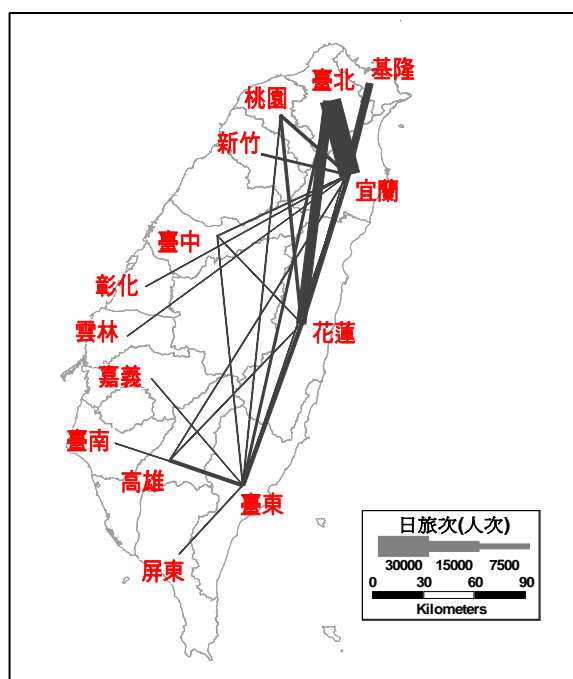 基隆
臺北
桃園
新竹
宜蘭
臺中
彰化
雲林
花蓮
嘉義
臺南
高雄
臺東
屏東
日旅次(人次)
30000 15000 7500
0 30 60 90
Kilometers